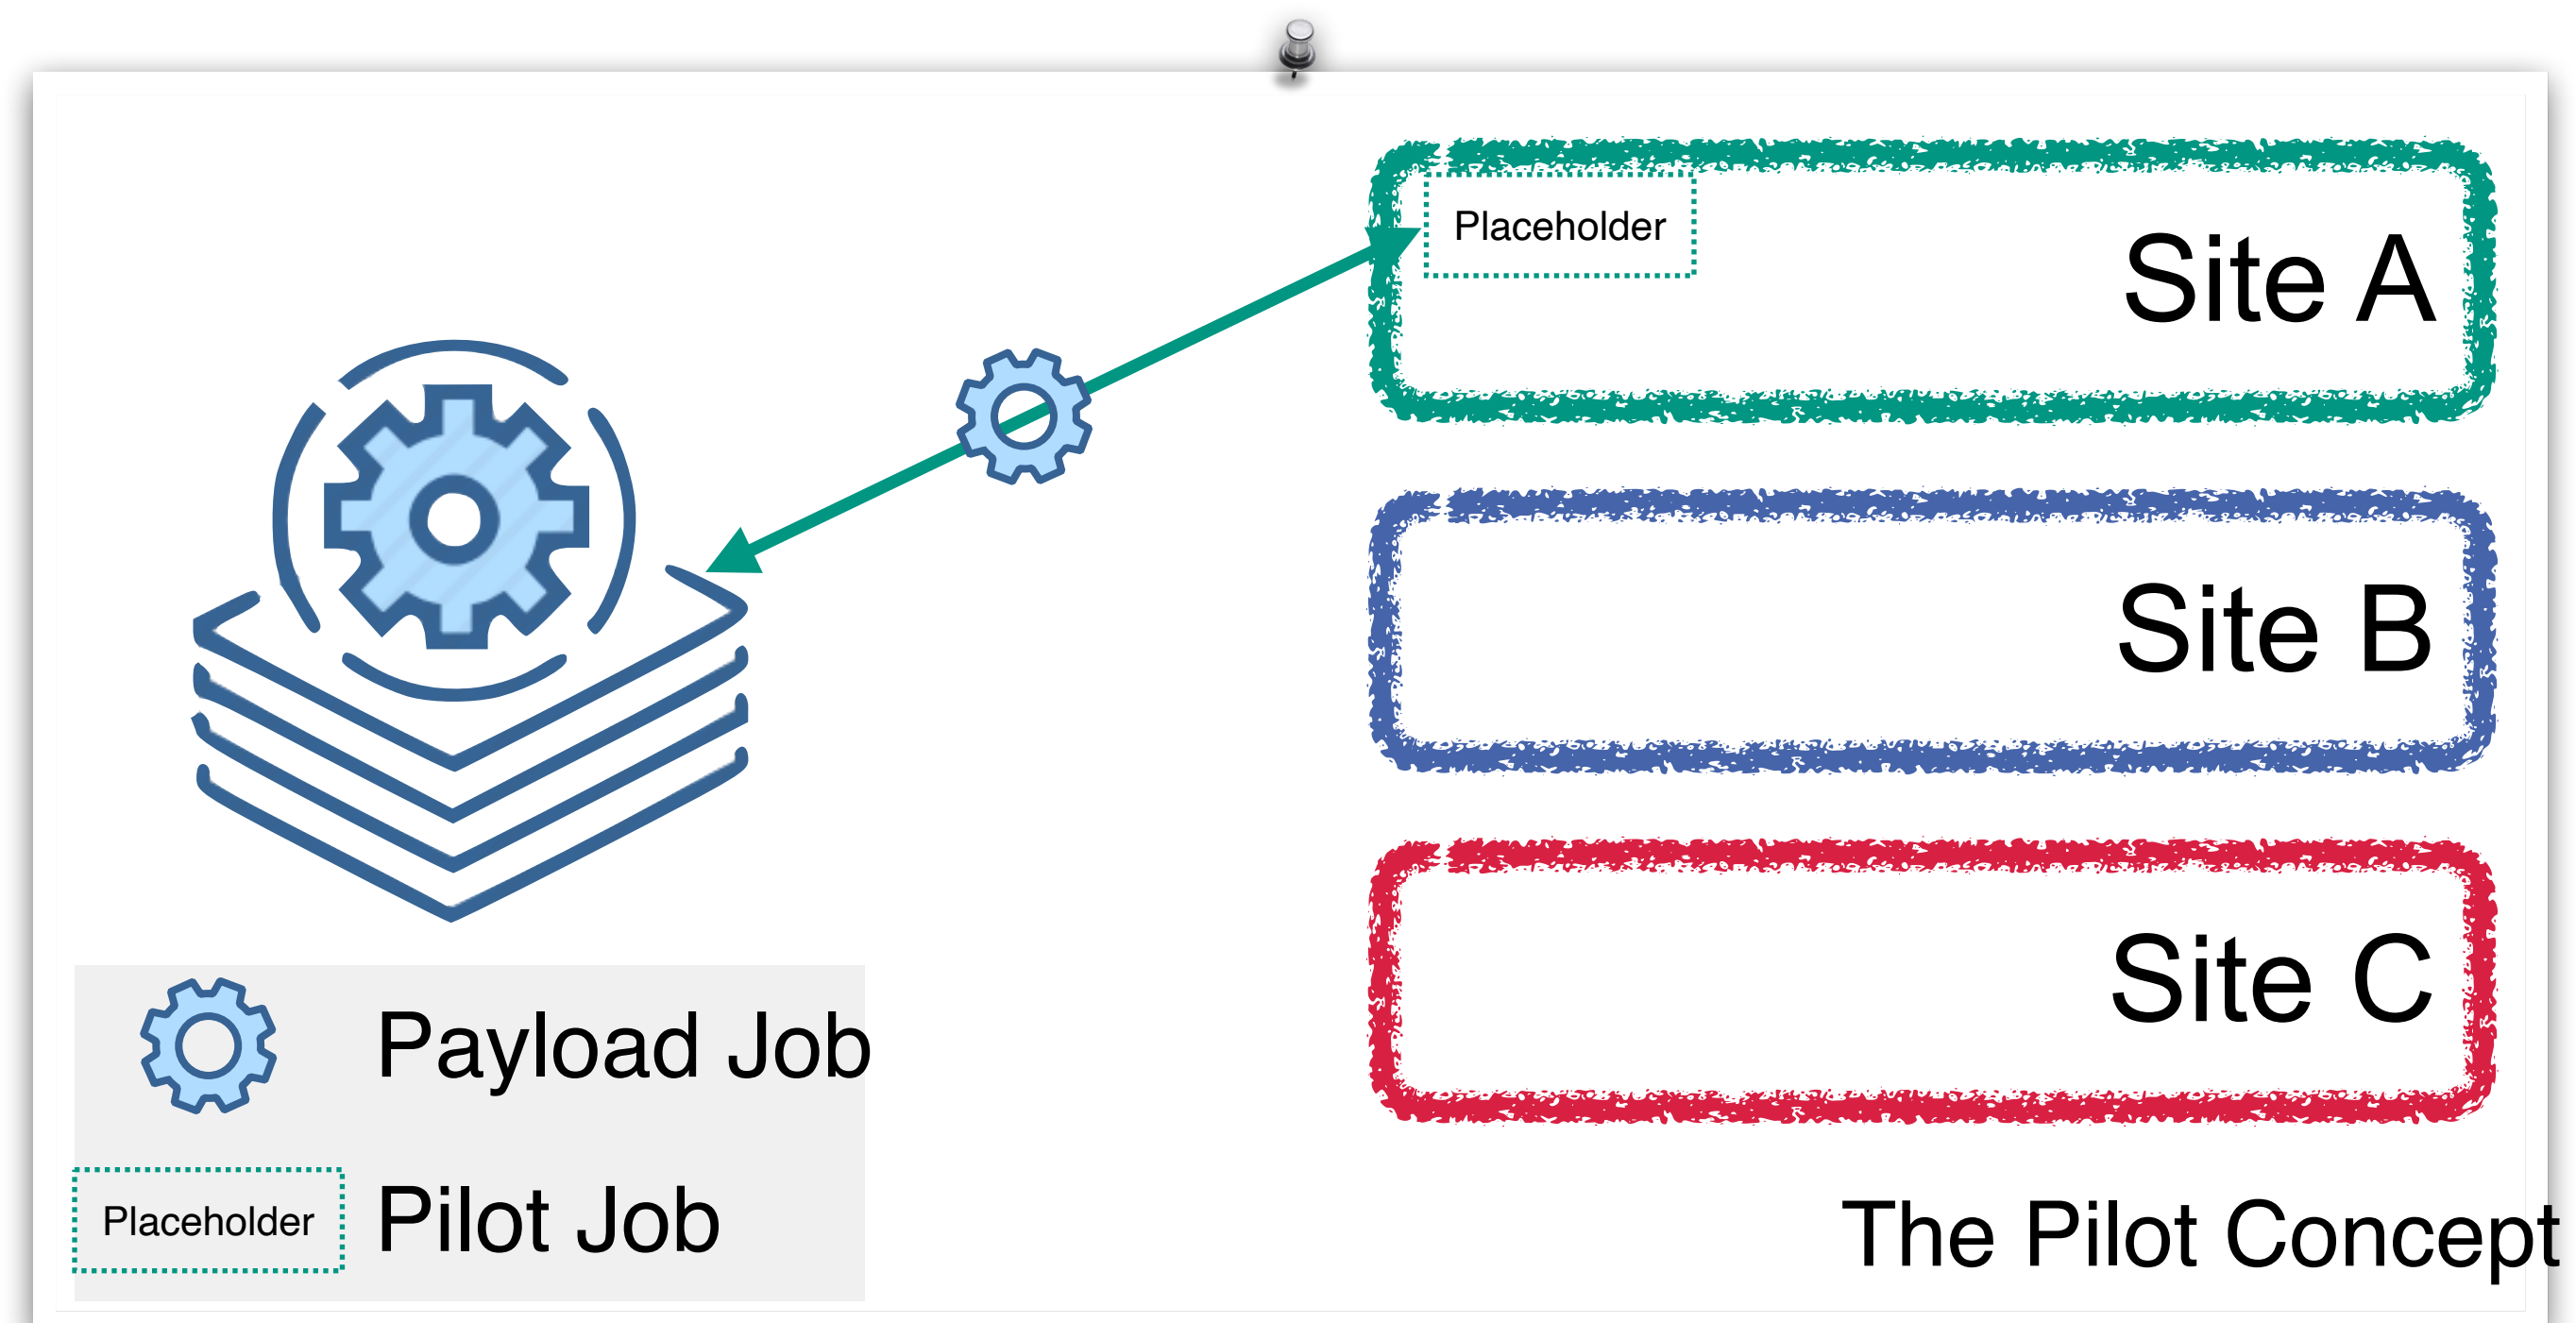 Placeholder
Site A
Site B
Site C
Payload Job
Placeholder
Pilot Job
The Pilot Concept